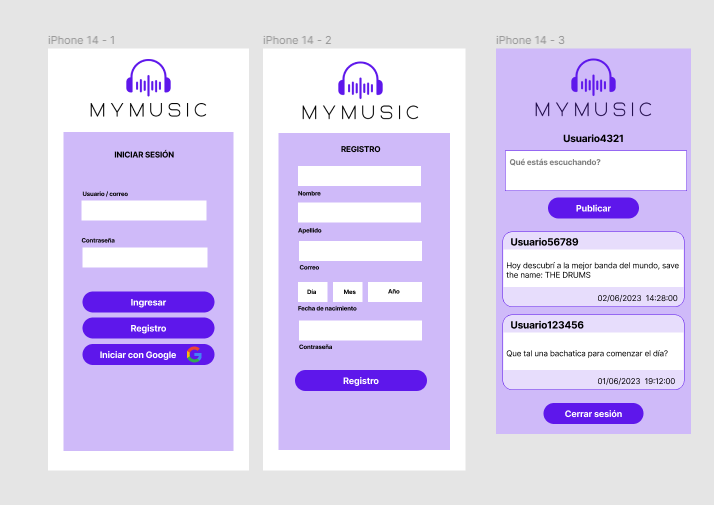 iPhone 14 - 1
MYMUSIC
INICIAR SESIÓN
Usuario / correo
Contraseña
Ingresar
Registro
Iniciar con Google
iPhone 14 - 2
MYMUSIC
REGISTRO
Nombre
Apellido
Correo
Día Mes Año
Fecha de nacimiento
Contraseña
Registro
iPhone 14 - 3
MYMUSIC
Usuario4321
Qué estás escuchando?
Publicar
Usuario56789
Hoy descubrí a la mejor banda del mundo, save
the name: THE DRUMS
02/06/2023 14:28:00
Usuario123456
Que tal una bachatica para comenzar el día?
01/06/2023 19:12:00
Cerrar sesión